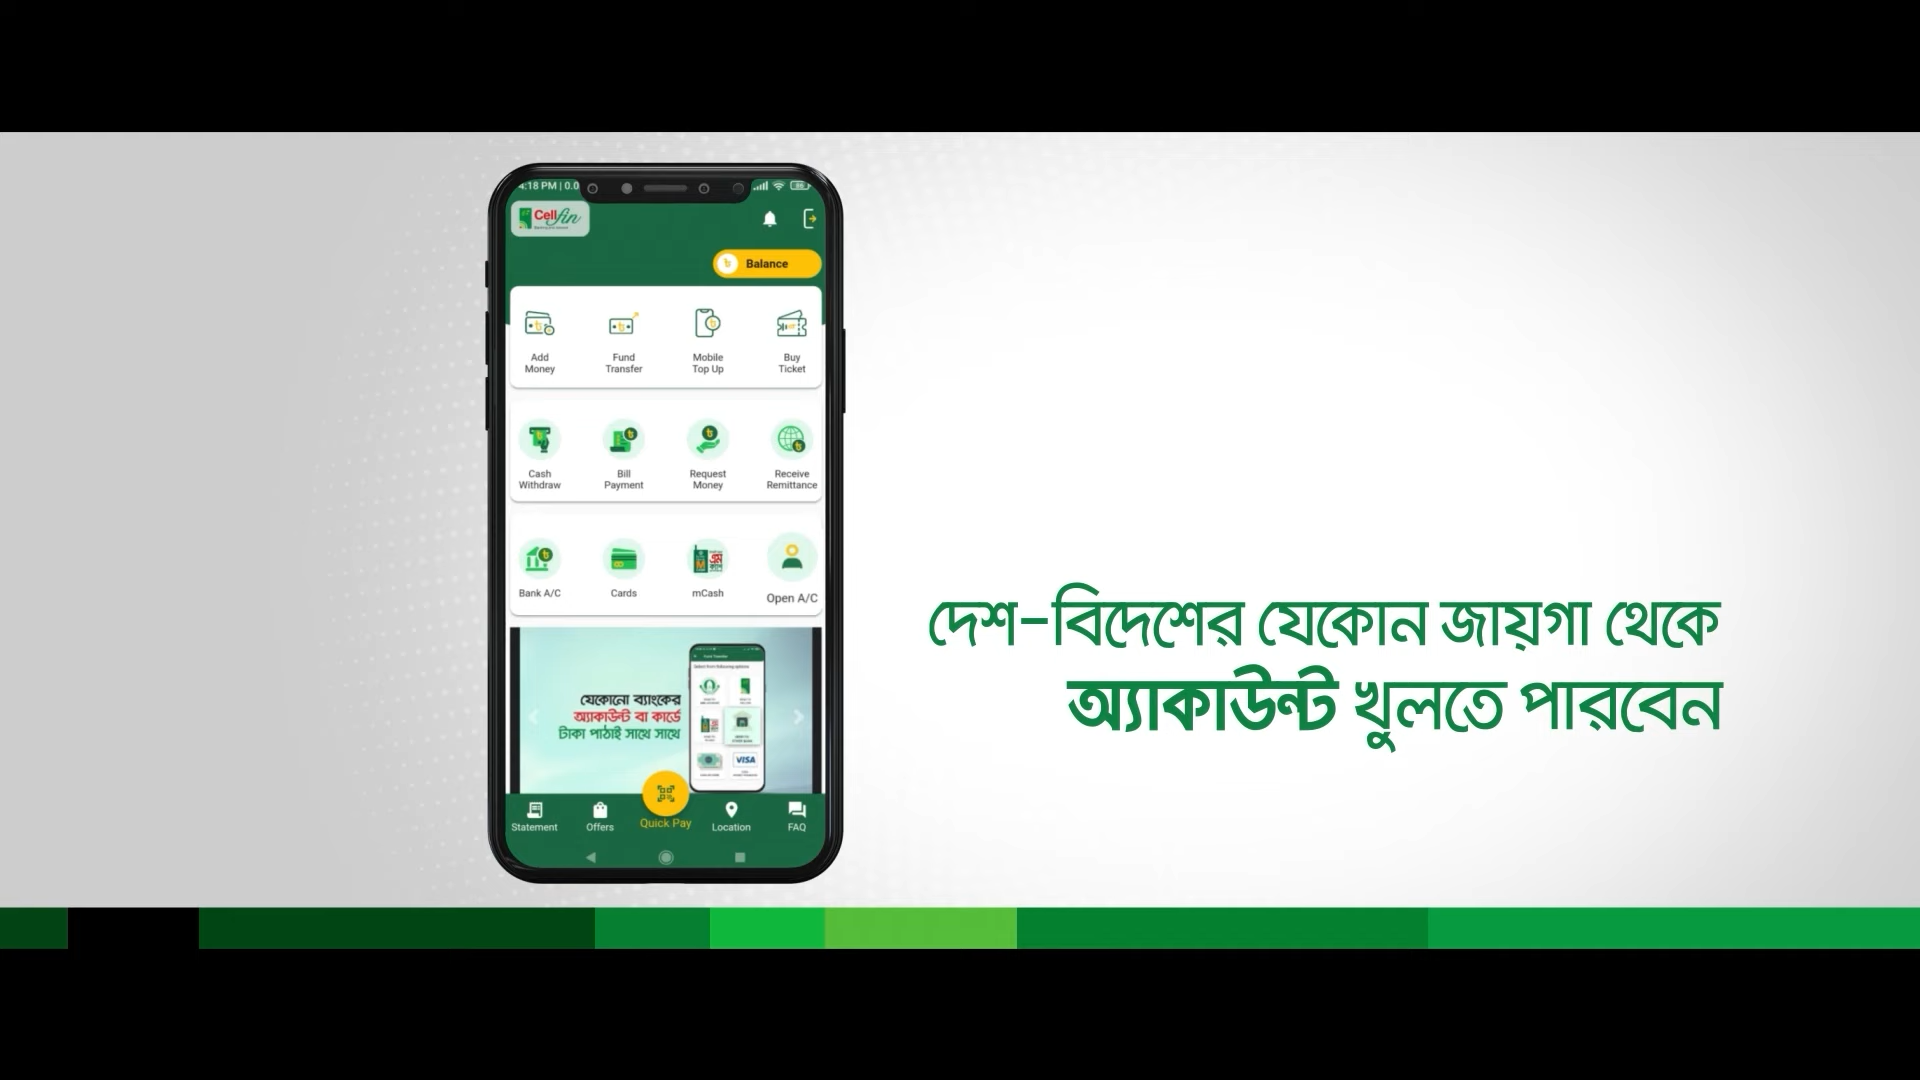 4:18 PM | 0.0
Cellfin
Balance
Add Money
Fund Transfer
Mobile Top Up
Buy Ticket
Cash Withdraw
Bill Payment
Request Money
Receive Remittance
Bank A/C
Cards
mCash
Open A/C
যেকোনো ব্যাংকের
অ্যাকাউন্ট বা কার্ডে
টাকা পাঠাই সাথে সাথে
Fund Transfer
VISA
Statement
Offers
Quick Pay
Location
FAQ
দেশ-বিদেশের যেকোন জায়গা থেকে
অ্যাকাউন্ট খুলতে পারবেন